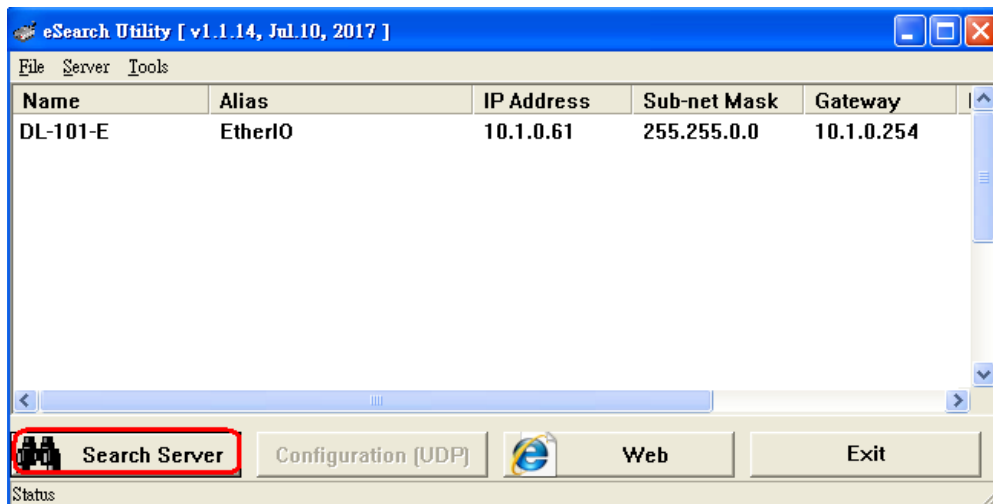 eSearch Utility [ v1.1.14, Jul.10, 2017 ]
File Server Tools
Name Alias IP Address Sub-net Mask Gateway
DL-101-E EtherIO 10.1.0.61 255.255.0.0 10.1.0.254
Search Server Configuration (UDP) Web Exit
Status